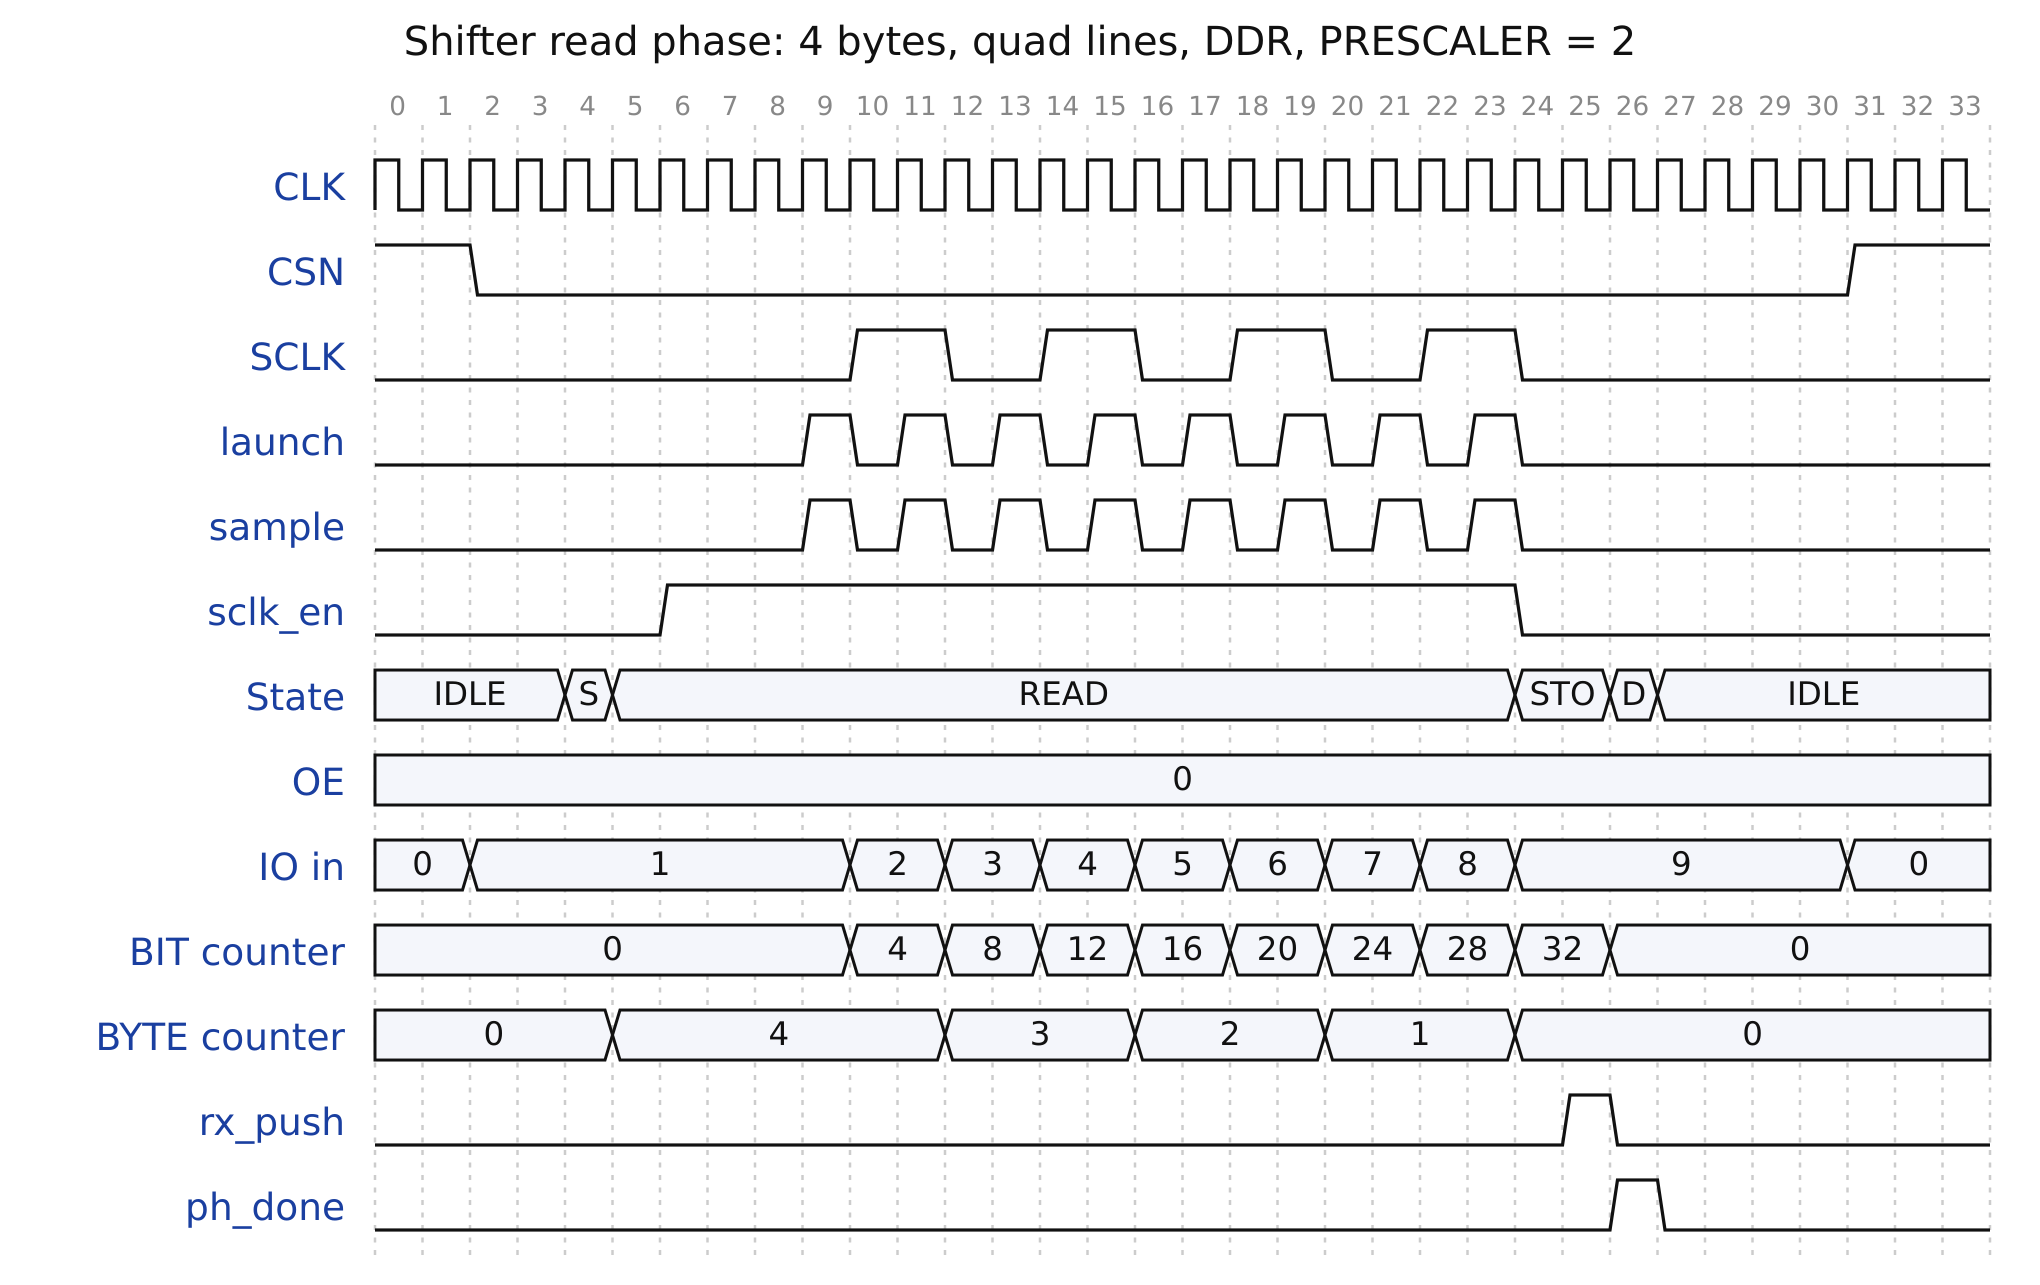 Shifter read phase: 4 bytes, quad lines, DDR, PRESCALER = 2
0 1 2 3 4 5 6 7 8 9 10 11 12 13 14 15 16 17 18 19 20 21 22 23 24 25 26 27 28 29 30 31 32 33
CLK
CSN
SCLK
launch
sample
sclk_en
State IDLE S READ STO D IDLE
OE 0
IO in 0 1 2 3 4 5 6 7 8 9 0
BIT counter 0 4 8 12 16 20 24 28 32 0
BYTE counter 0 4 3 2 1 0
rx_push
ph_done